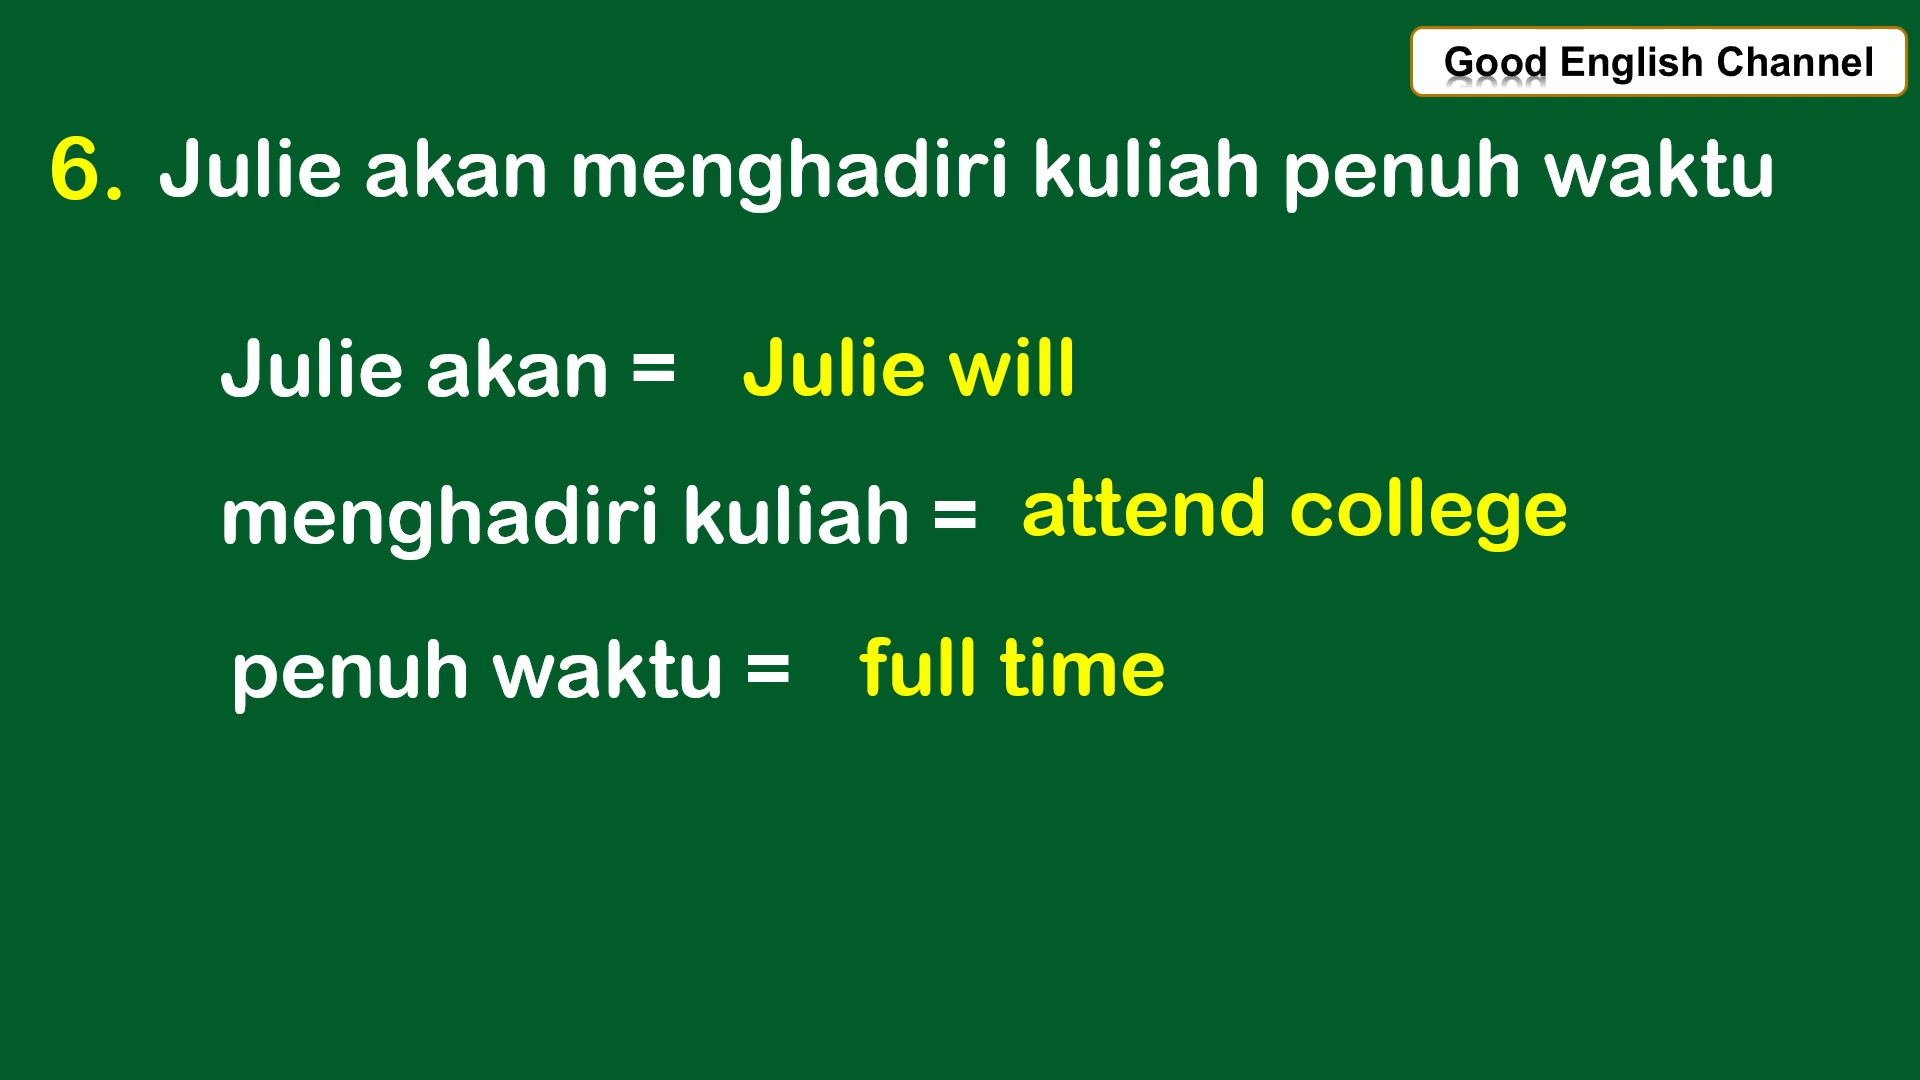 Good English Channel
6. Julie akan menghadiri kuliah penuh waktu
Julie akan = Julie will
menghadiri kuliah = attend college
penuh waktu = full time